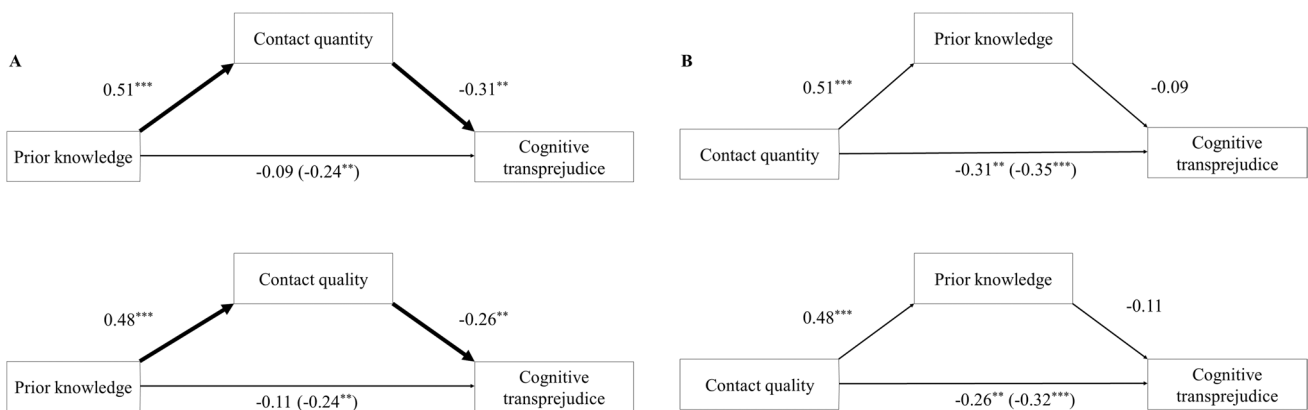 A
Contact quantity
0.51***
-0.31**
Prior knowledge
Cognitive
transprejudice
-0.09 (-0.24**)
B
Prior knowledge
0.51***
-0.09
Contact quantity
Cognitive
transprejudice
-0.31** (-0.35***)
Contact quality
0.48***
-0.26**
Prior knowledge
Cognitive
transprejudice
-0.11 (-0.24**)
Prior knowledge
0.48***
-0.11
Contact quality
Cognitive
transprejudice
-0.26** (-0.32***)